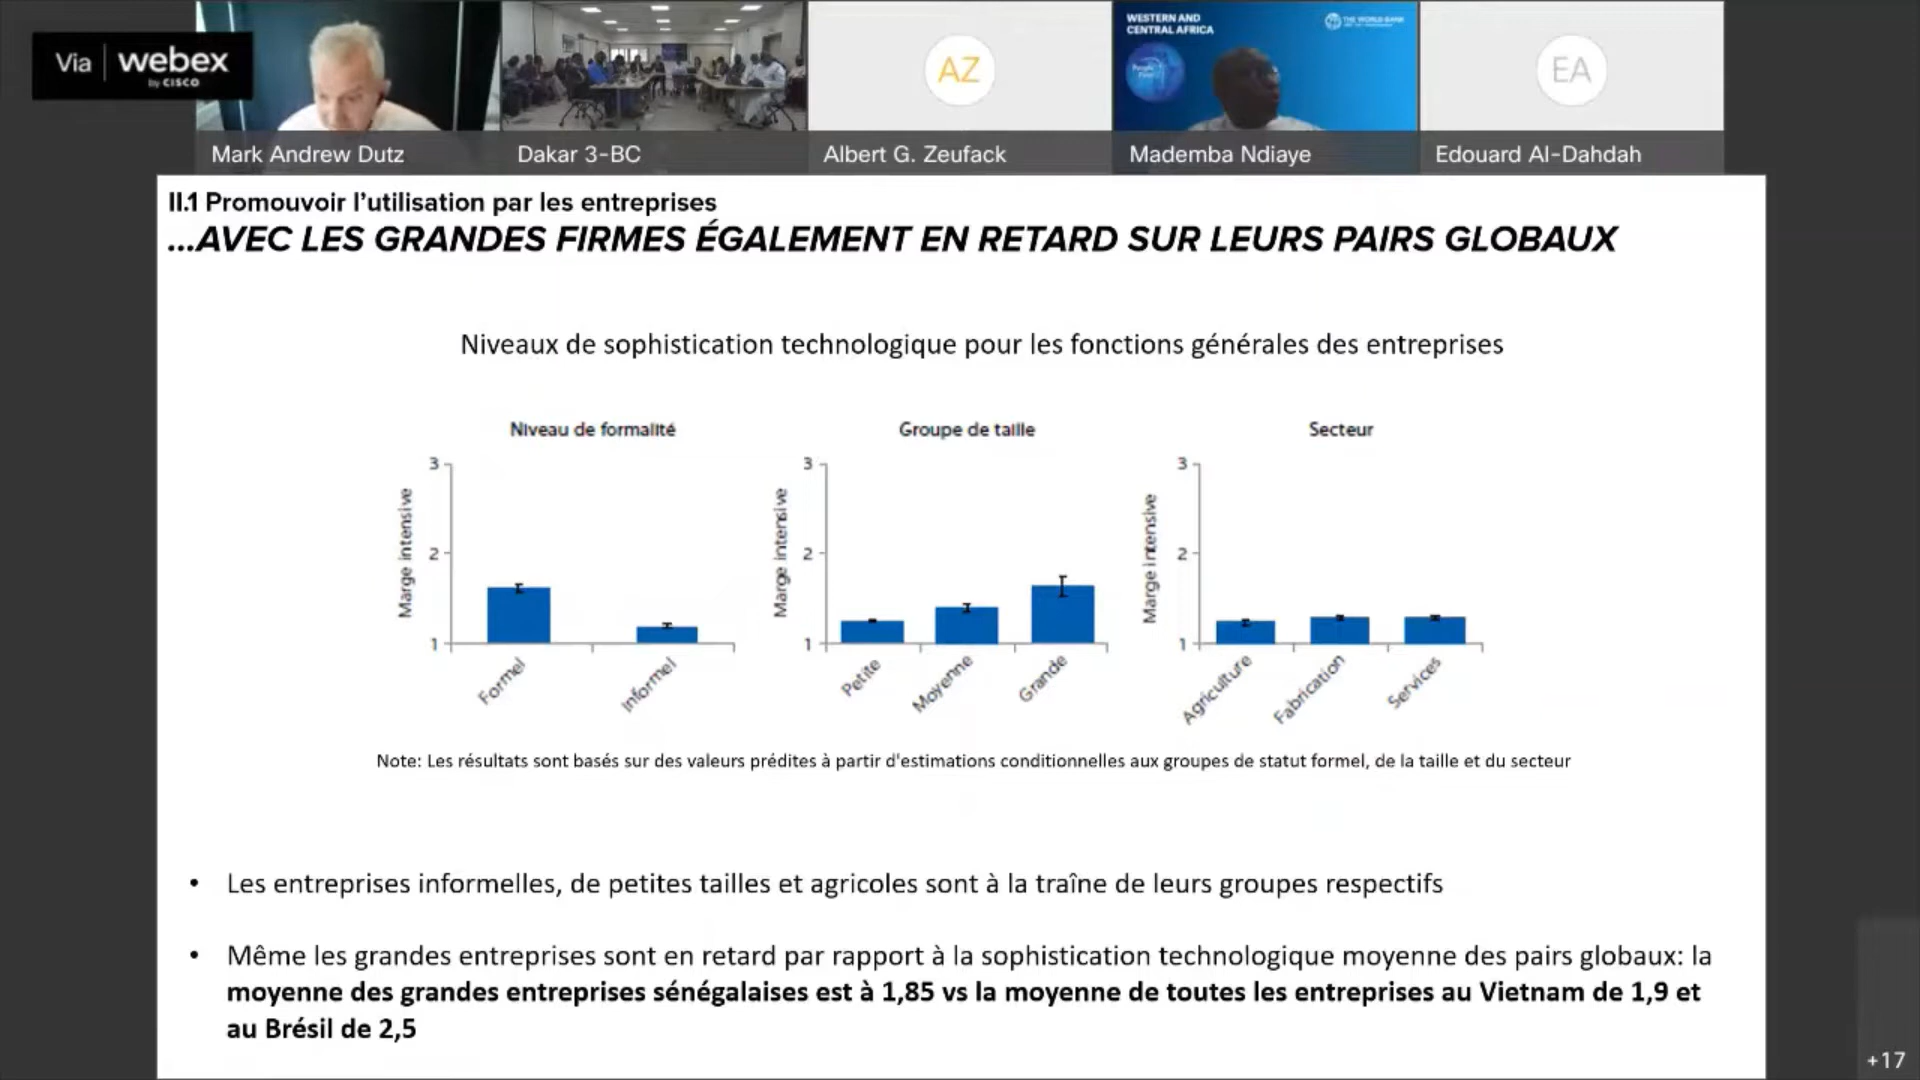 Via webex
by CISCO
WESTERN AND
CENTRAL AFRICA
THE WORLD BANK
AZ
EA
Mark Andrew Dutz
Dakar 3-BC
Albert G. Zeufack
Mademba Ndiaye
Edouard Al-Dahdah
II.1 Promouvoir l’utilisation par les entreprises
...AVEC LES GRANDES FIRMES ÉGALEMENT EN RETARD SUR LEURS PAIRS GLOBAUX
Niveaux de sophistication technologique pour les fonctions générales des entreprises
Niveau de formalité
Marge intensive
3
2
1
Formel
Informel
Groupe de taille
Marge intensive
3
2
1
Petite
Moyenne
Grande
Secteur
Marge intensive
3
2
1
Agriculture
Fabrication
Services
Note: Les résultats sont basés sur des valeurs prédites à partir d'estimations conditionnelles aux groupes de statut formel, de la taille et du secteur
• Les entreprises informelles, de petites tailles et agricoles sont à la traîne de leurs groupes respectifs
• Même les grandes entreprises sont en retard par rapport à la sophistication technologique moyenne des pairs globaux: la
moyenne des grandes entreprises sénégalaises est à 1,85 vs la moyenne de toutes les entreprises au Vietnam de 1,9 et
au Brésil de 2,5
+17